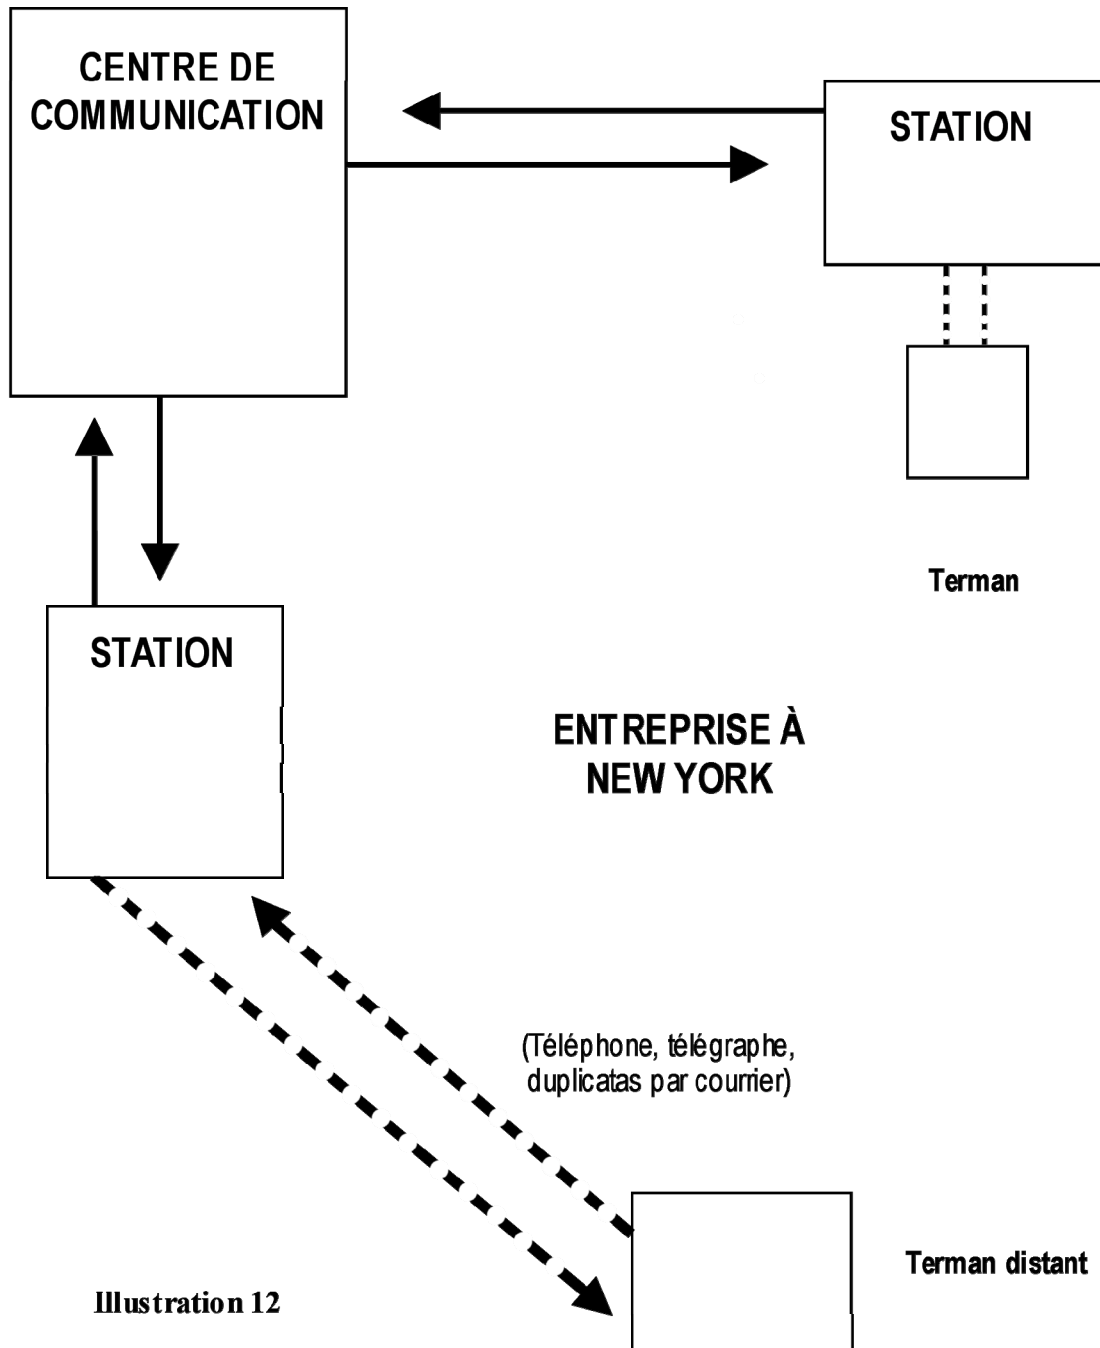 CENTRE DE
COMMUNICATION
STATION
Terman
STATION
ENTREPRISE À
NEW YORK
(Téléphone, télégraphe,
duplicatas par courrier)
Terman distant
Illustration 12